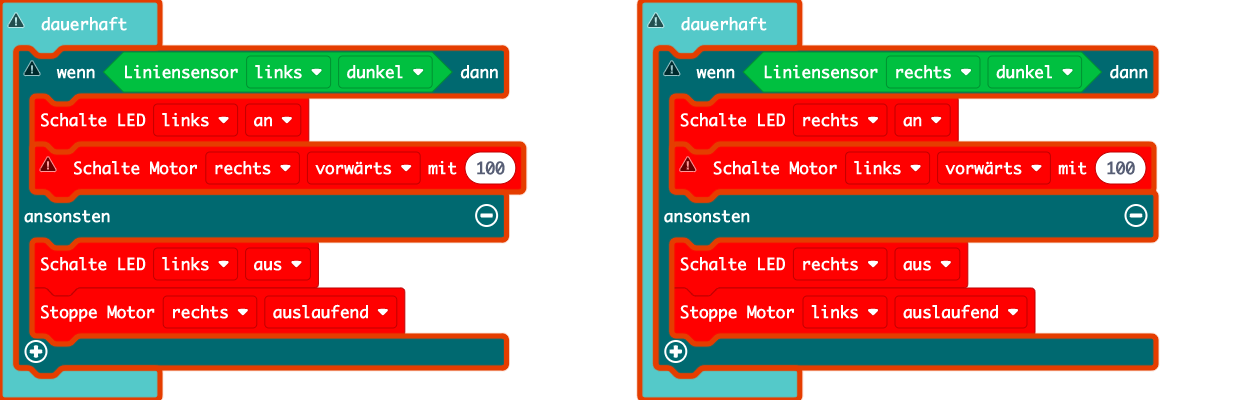 dauerhaft
wenn Liniensensor links dunkel dann
Schalte LED links an
Schalte Motor rechts vorwärts mit 100
ansonsten
Schalte LED links aus
Stoppe Motor rechts auslaufend
dauerhaft
wenn Liniensensor rechts dunkel dann
Schalte LED rechts an
Schalte Motor links vorwärts mit 100
ansonsten
Schalte LED rechts aus
Stoppe Motor links auslaufend